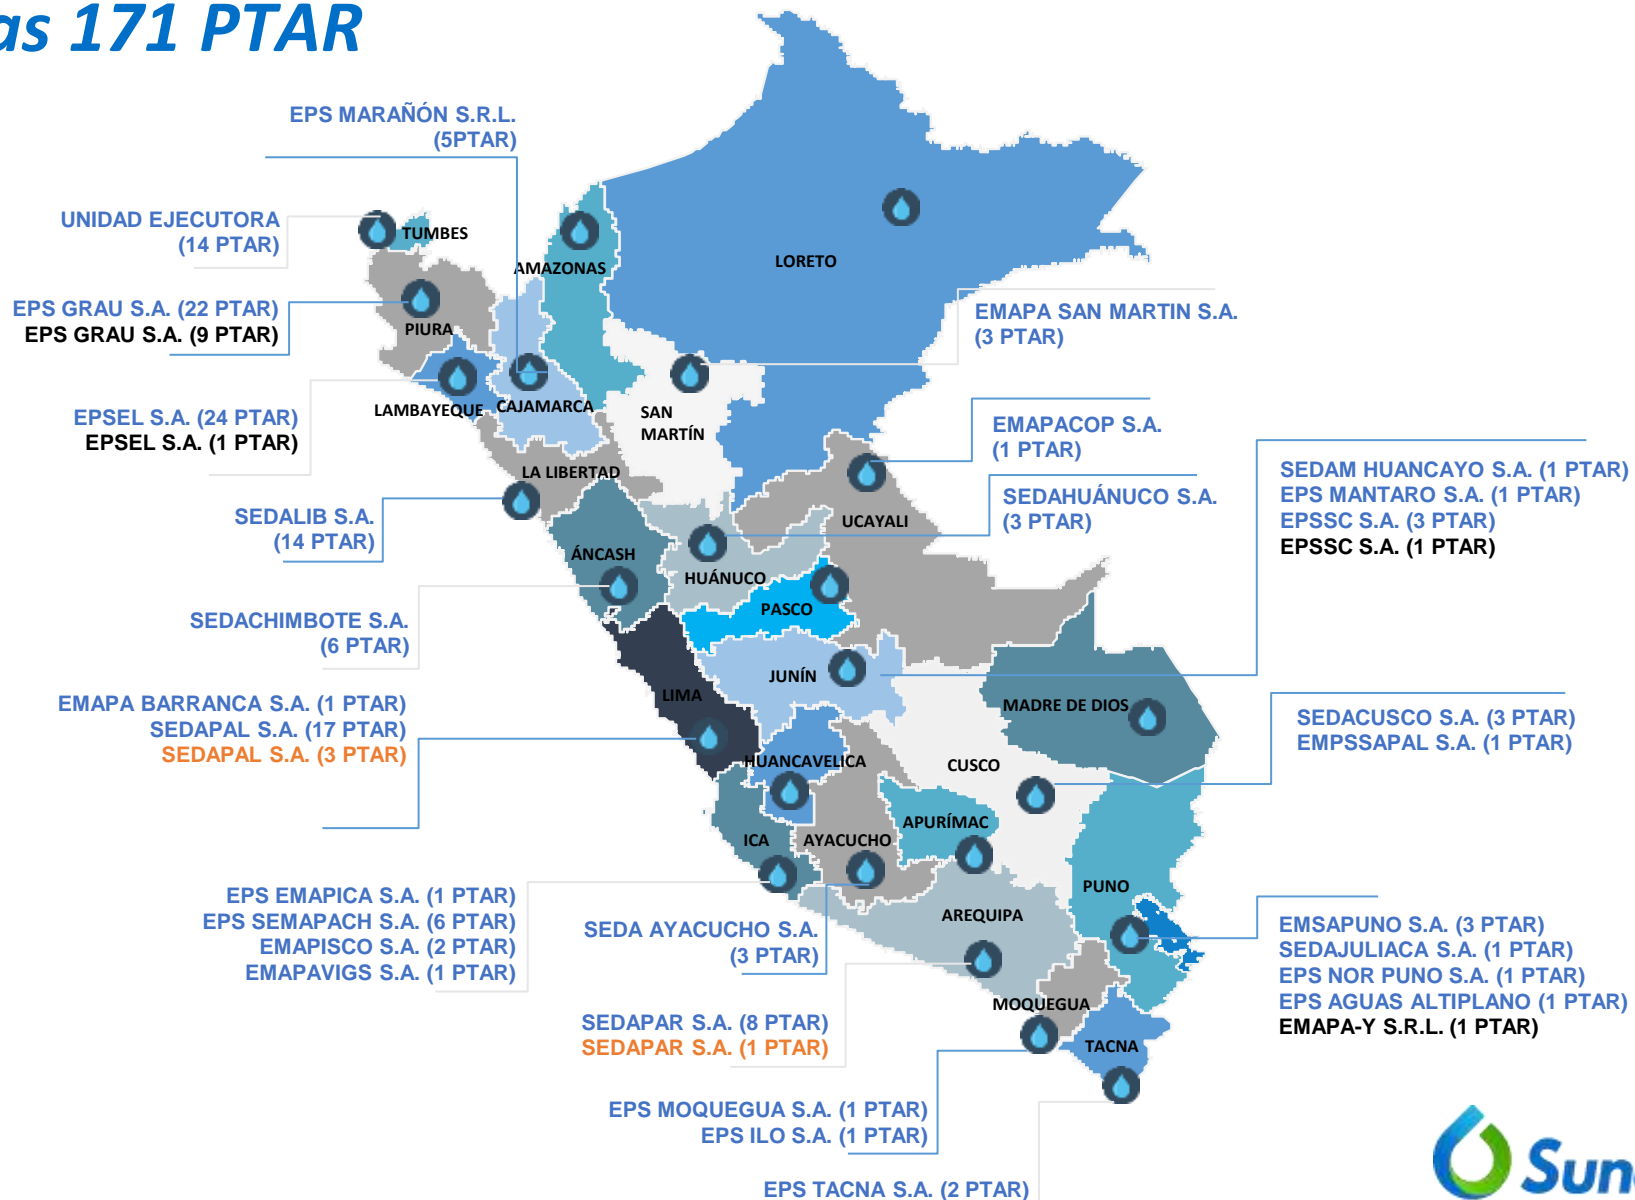 as 171 PTAR
EPS MARAÑÓN S.R.L.
(5PTAR)
UNIDAD EJECUTORA
(14 PTAR)
TUMBES
AMAZONAS
LORETO
EPS GRAU S.A. (22 PTAR)
EPS GRAU S.A. (9 PTAR)
PIURA
EMAPA SAN MARTIN S.A.
(3 PTAR)
EPSEL S.A. (24 PTAR)
EPSEL S.A. (1 PTAR)
LAMBAYEQUE
CAJAMARCA
SAN
MARTÍN
EMAPACOP S.A.
(1 PTAR)
LA LIBERTAD
SEDALIB S.A.
(14 PTAR)
SEDAHUÁNUCO S.A.
(3 PTAR)
UCAYALI
SEDAM HUANCAYO S.A. (1 PTAR)
EPS MANTARO S.A. (1 PTAR)
EPSSC S.A. (3 PTAR)
EPSSC S.A. (1 PTAR)
ÁNCASH
HUÁNUCO
PASCO
SEDACHIMBOTE S.A.
(6 PTAR)
JUNÍN
LIMA
MADRE DE DIOS
EMAPA BARRANCA S.A. (1 PTAR)
SEDAPAL S.A. (17 PTAR)
SEDAPAL S.A. (3 PTAR)
SEDACUSCO S.A. (3 PTAR)
EMPSSAPAL S.A. (1 PTAR)
HUANCAVELICA
CUSCO
APURÍMAC
ICA
AYACUCHO
PUNO
EPS EMAPICA S.A. (1 PTAR)
EPS SEMAPACH S.A. (6 PTAR)
EMAPISCO S.A. (2 PTAR)
EMAPAVIGS S.A. (1 PTAR)
SEDA AYACUCHO S.A.
(3 PTAR)
AREQUIPA
EMSAPUNO S.A. (3 PTAR)
SEDAJULIACA S.A. (1 PTAR)
EPS NOR PUNO S.A. (1 PTAR)
EPS AGUAS ALTIPLANO (1 PTAR)
EMAPA-Y S.R.L. (1 PTAR)
MOQUEGUA
SEDAPAR S.A. (8 PTAR)
SEDAPAR S.A. (1 PTAR)
TACNA
EPS MOQUEGUA S.A. (1 PTAR)
EPS ILO S.A. (1 PTAR)
EPS TACNA S.A. (2 PTAR)